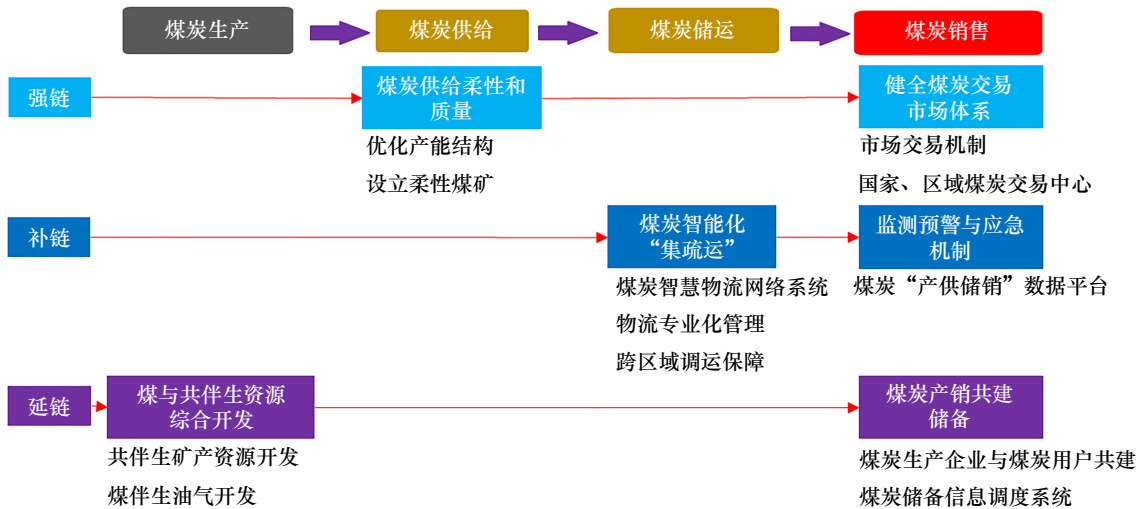 煤炭生产
煤炭供给
煤炭储运
煤炭销售
强链
煤炭供给柔性和
质量
健全煤炭交易
市场体系
优化产能结构
设立柔性煤矿
市场交易机制
国家、区域煤炭交易中心
补链
煤炭智能化
“集疏运”
监测预警与应急
机制
煤炭智慧物流网络系统
物流专业化管理
跨区域调运保障
煤炭“产供储销”数据平台
延链
煤与共伴生资源
综合开发
煤炭产销共建
储备
共伴生矿产资源开发
煤伴生油气开发
煤炭生产企业与煤炭用户共建
煤炭储备信息调度系统